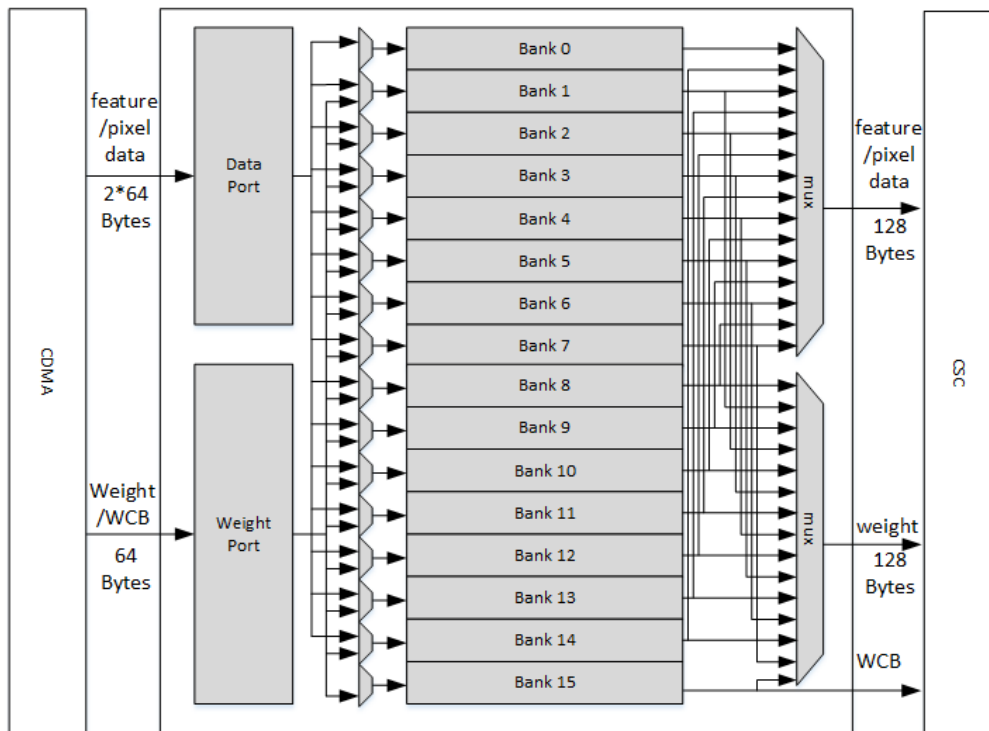 CDMA
feature
/pixel
data
2*64
Bytes
Weight
/WCB
64
Bytes
Data
Port
Weight
Port
Bank 0
Bank 1
Bank 2
Bank 3
Bank 4
Bank 5
Bank 6
Bank 7
Bank 8
Bank 9
Bank 10
Bank 11
Bank 12
Bank 13
Bank 14
Bank 15
mux
mux
feature
/pixel
data
128
Bytes
weight
128
Bytes
WCB
CSC